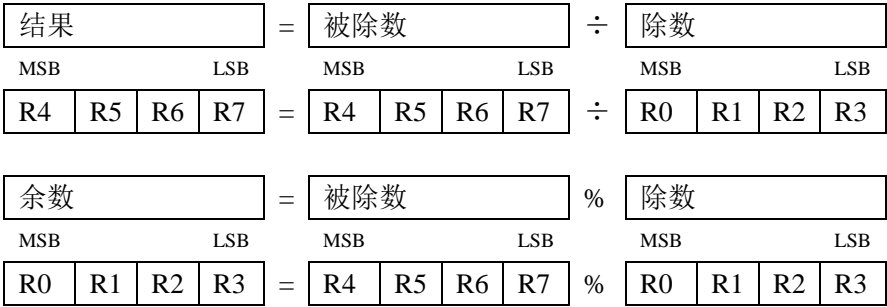 结果 = 被除数 ÷ 除数
MSB LSB MSB LSB MSB LSB
R4 R5 R6 R7 = R4 R5 R6 R7 ÷ R0 R1 R2 R3
余数 = 被除数 % 除数
MSB LSB MSB LSB MSB LSB
R0 R1 R2 R3 = R4 R5 R6 R7 % R0 R1 R2 R3